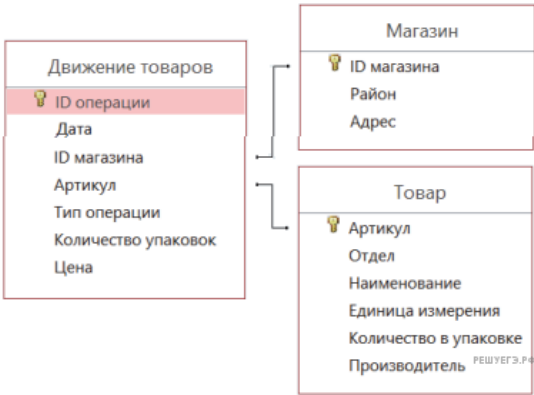 Движение товаров
ID операции
Дата
ID магазина
Артикул
Тип операции
Количество упаковок
Цена
Магазин
ID магазина
Район
Адрес
Товар
Артикул
Отдел
Наименование
Единица измерения
Количество в упаковке
Производитель
РЕШУЕГЭ.РФ